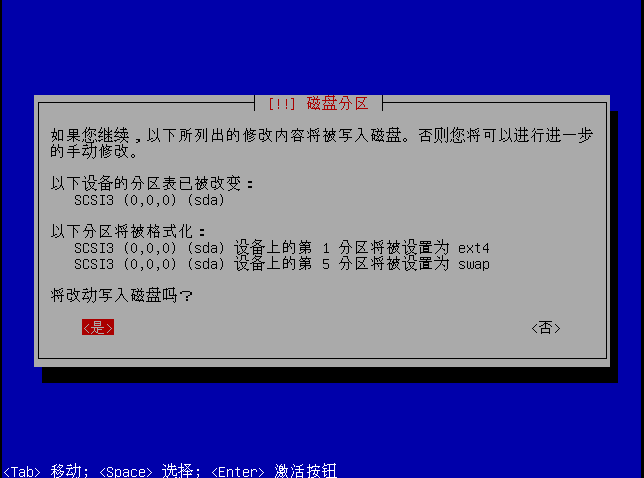 [!!] 磁盘分区
如果您继续，以下所列出的修改内容将被写入磁盘。否则您将可以进行进一步
的手动修改。
以下设备的分区表已被改变：
SCSI3 (0,0,0) (sda)
以下分区将被格式化：
SCSI3 (0,0,0) (sda) 设备上的第 1 分区将被设置为 ext4
SCSI3 (0,0,0) (sda) 设备上的第 5 分区将被设置为 swap
将改动写入磁盘吗？
<是> <否>
<Tab> 移动; <Space> 选择; <Enter> 激活按钮